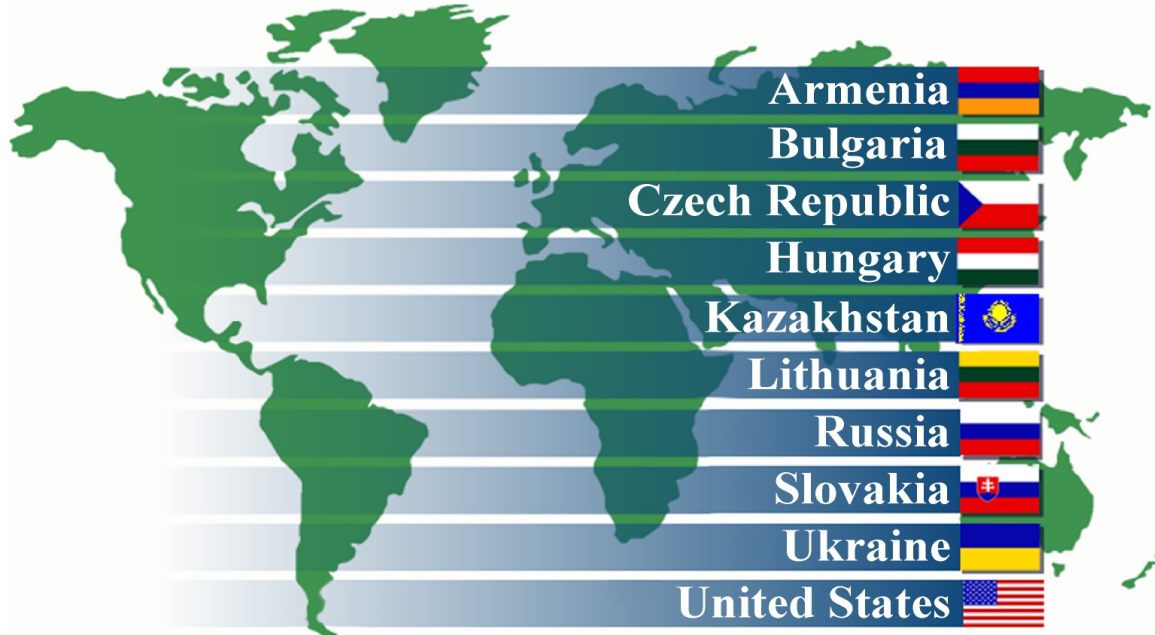 Armenia
Bulgaria
Czech Republic
Hungary
Kazakhstan
Lithuania
Russia
Slovakia
Ukraine
United States